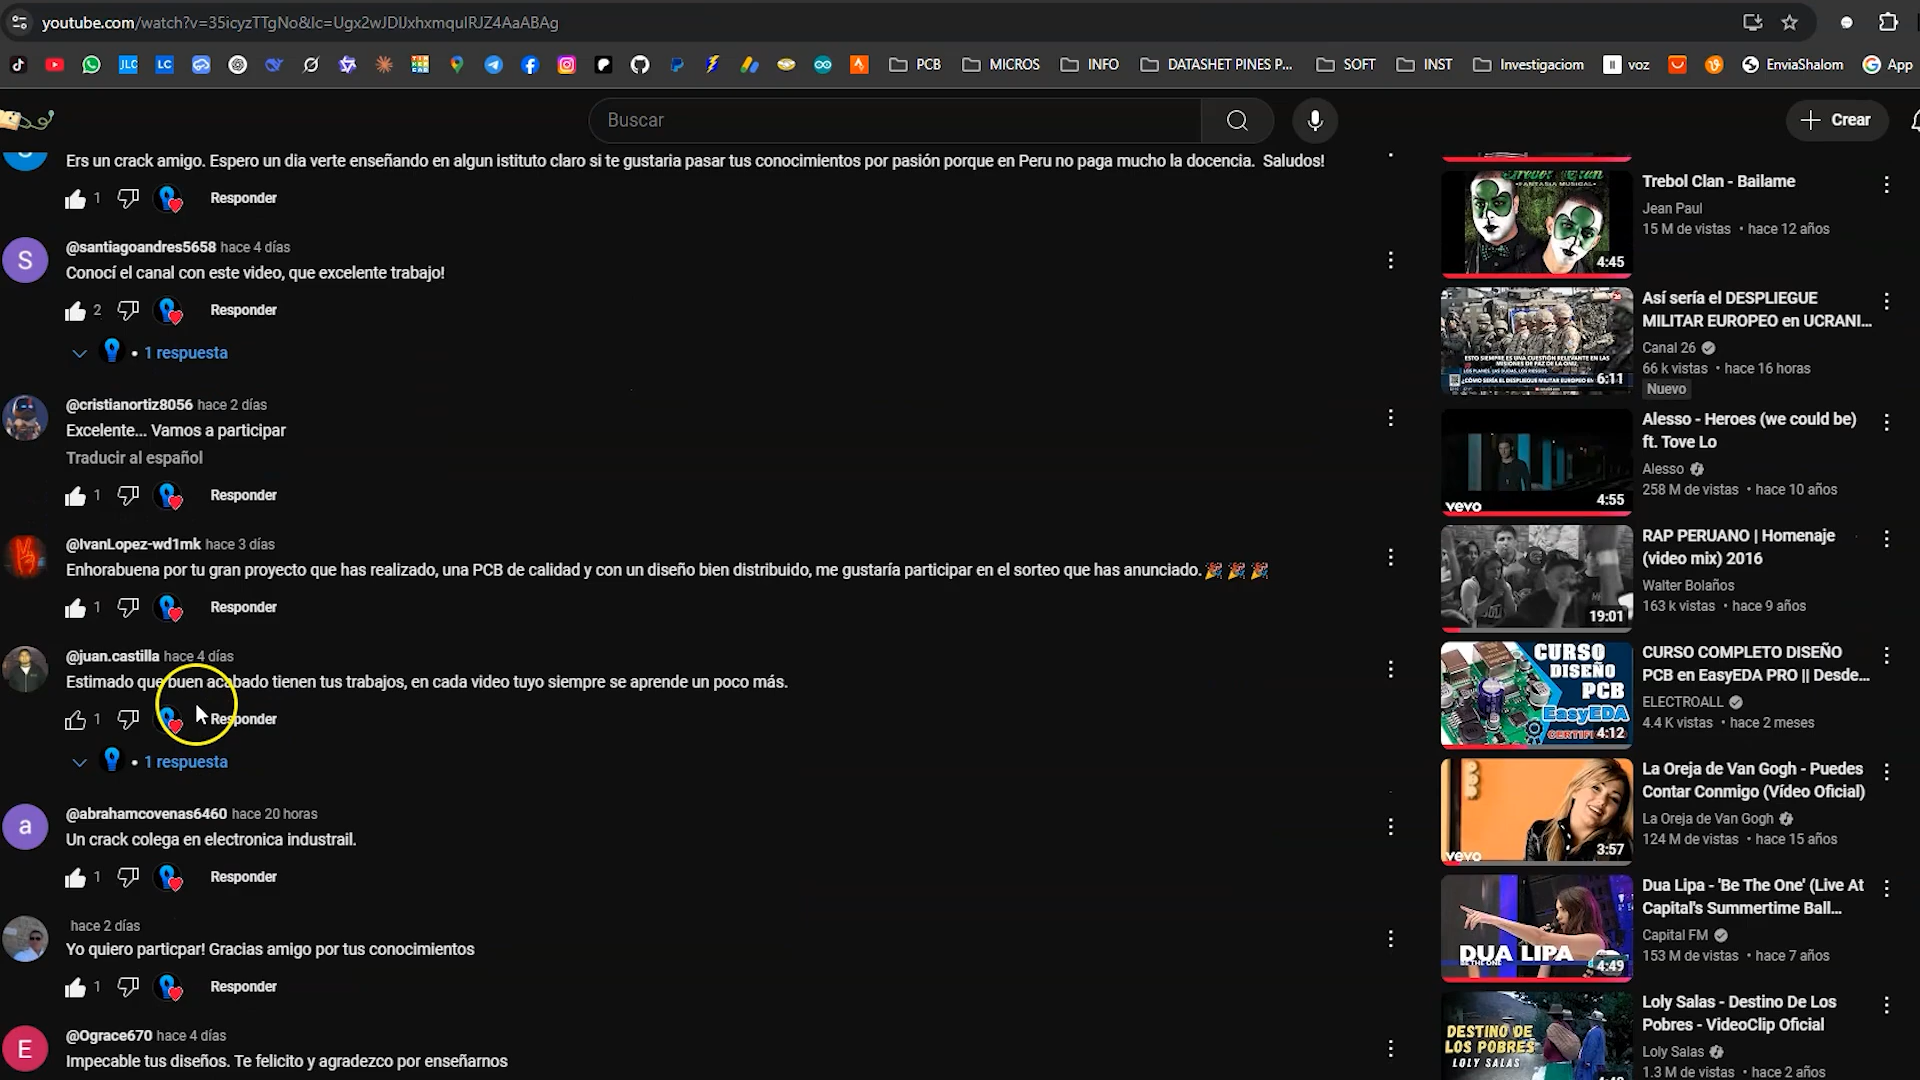 youtube.com/watch?v=35icyzTTgNo&lc=Ugx2wJDIJxhxmqulRJZ4AaABAg
JLC
LC
PCB
MICROS
INFO
DATASHET PINES P...
SOFT
INST
Investigaciom
voz
EnviaShalom
App
Buscar
Crear
Ers un crack amigo. Espero un dia verte enseñando en algun istituto claro si te gustaria pasar tus conocimientos por pasión porque en Peru no paga mucho la docencia. Saludos!
1
Responder
S
@santiagoandres5658 hace 4 días
Conocí el canal con este video, que excelente trabajo!
2
Responder
• 1 respuesta
@cristianortiz8056 hace 2 días
Excelente... Vamos a participar
Traducir al español
1
Responder
@IvanLopez-wd1mk hace 3 días
Enhorabuena por tu gran proyecto que has realizado, una PCB de calidad y con un diseño bien distribuido, me gustaría participar en el sorteo que has anunciado. 🎉 🎉 🎉
1
Responder
@juan.castilla hace 4 días
Estimado que buen acabado tienen tus trabajos, en cada video tuyo siempre se aprende un poco más.
1
Responder
• 1 respuesta
a
@abrahamcovenas6460 hace 20 horas
Un crack colega en electronica industrail.
1
Responder
hace 2 días
Yo quiero particpar! Gracias amigo por tus conocimientos
1
Responder
E
@Ograce670 hace 4 días
Impecable tus diseños. Te felicito y agradezco por enseñarnos
TREBOL CLAN
FANTASIA MUSICAL
4:45
Trebol Clan - Bailame
Jean Paul
15 M de vistas • hace 12 años
6:11
Así sería el DESPLIEGUE
MILITAR EUROPEO en UCRANI...
Canal 26
66 k vistas • hace 16 horas
Nuevo
vevo
4:55
Alesso - Heroes (we could be)
ft. Tove Lo
Alesso
258 M de vistas • hace 10 años
19:01
RAP PERUANO | Homenaje
(video mix) 2016
Walter Bolaños
163 k vistas • hace 9 años
CURSO
DISEÑO
PCB
EasyEDA
4:12
CURSO COMPLETO DISEÑO
PCB en EasyEDA PRO || Desde...
ELECTROALL
4.4 K vistas • hace 2 meses
vevo
3:57
La Oreja de Van Gogh - Puedes
Contar Conmigo (Vídeo Oficial)
La Oreja de Van Gogh
124 M de vistas • hace 15 años
DUA LIPA
4:49
Dua Lipa - 'Be The One' (Live At
Capital's Summertime Ball...
Capital FM
153 M de vistas • hace 7 años
DESTINO DE
LOS POBRES
LOLY SALAS
Loly Salas - Destino De Los
Pobres - VideoClip Oficial
Loly Salas
1.3 M de vistas • hace 2 años